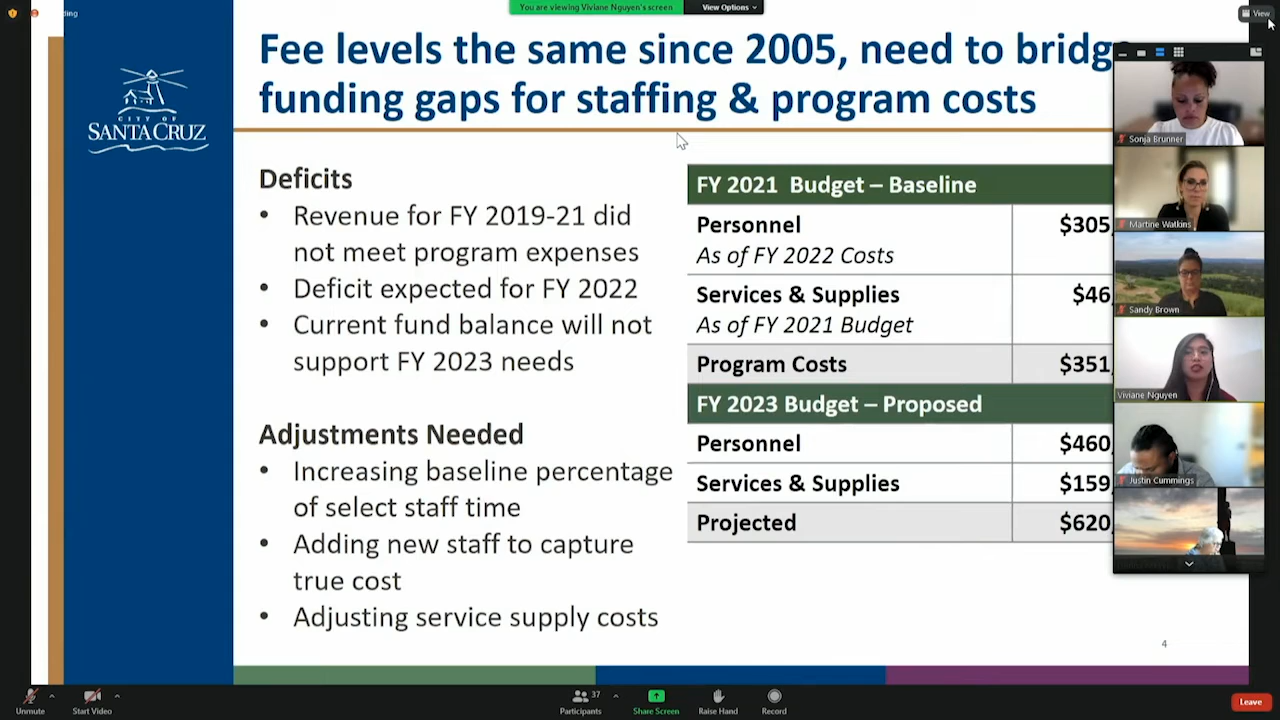 You are viewing Viviane Nguyen's screen
View Options
View
Fee levels the same since 2005, need to bridge
funding gaps for staffing & program costs
CITY OF
SANTA CRUZ
Deficits
• Revenue for FY 2019-21 did
not meet program expenses
• Deficit expected for FY 2022
• Current fund balance will not
support FY 2023 needs
Adjustments Needed
• Increasing baseline percentage
of select staff time
• Adding new staff to capture
true cost
• Adjusting service supply costs
FY 2021 Budget – Baseline
Personnel $305,
As of FY 2022 Costs
Services & Supplies $46
As of FY 2021 Budget
Program Costs $351,
FY 2023 Budget – Proposed
Personnel $460,
Services & Supplies $159,
Projected $620,
4
Sonja Brunner
Martine Watkins
Sandy Brown
Viviane Nguyen
Justin Cummings
Unmute
Start Video
37
Participants
Share Screen
Raise Hand
Record
Leave